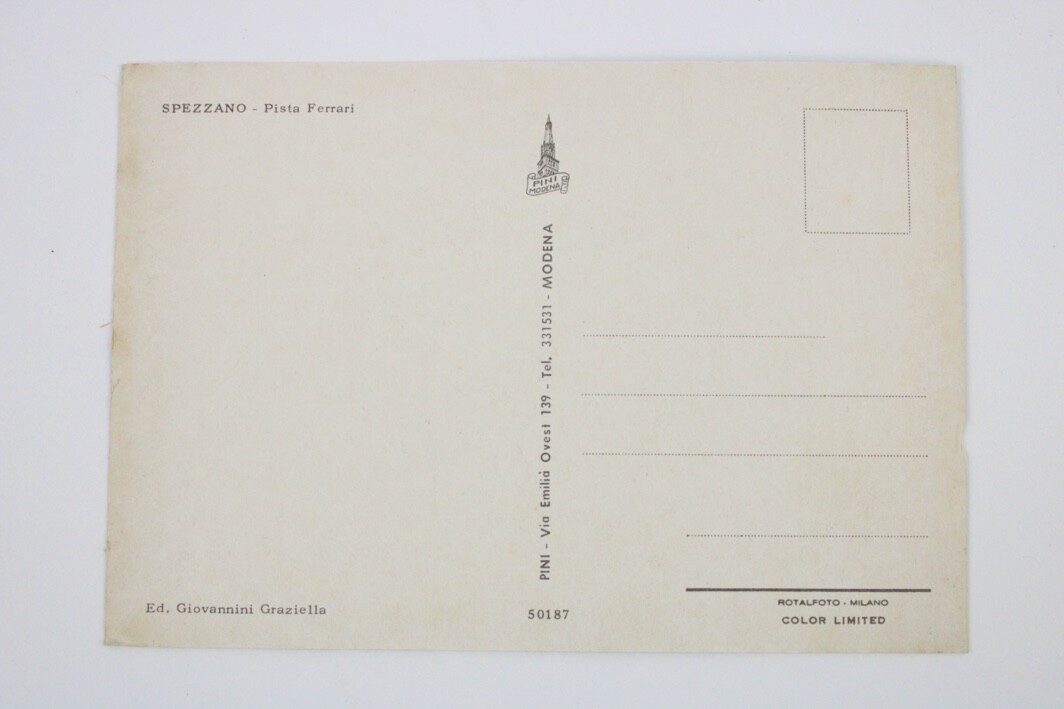 SPEZZANO - Pista Ferrari
PINI
MODENA
PINI - Via Emilia Ovest 139 - Tel. 331531 - MODENA
Ed. Giovannini Graziella
50187
ROTALFOTO - MILANO
COLOR LIMITED